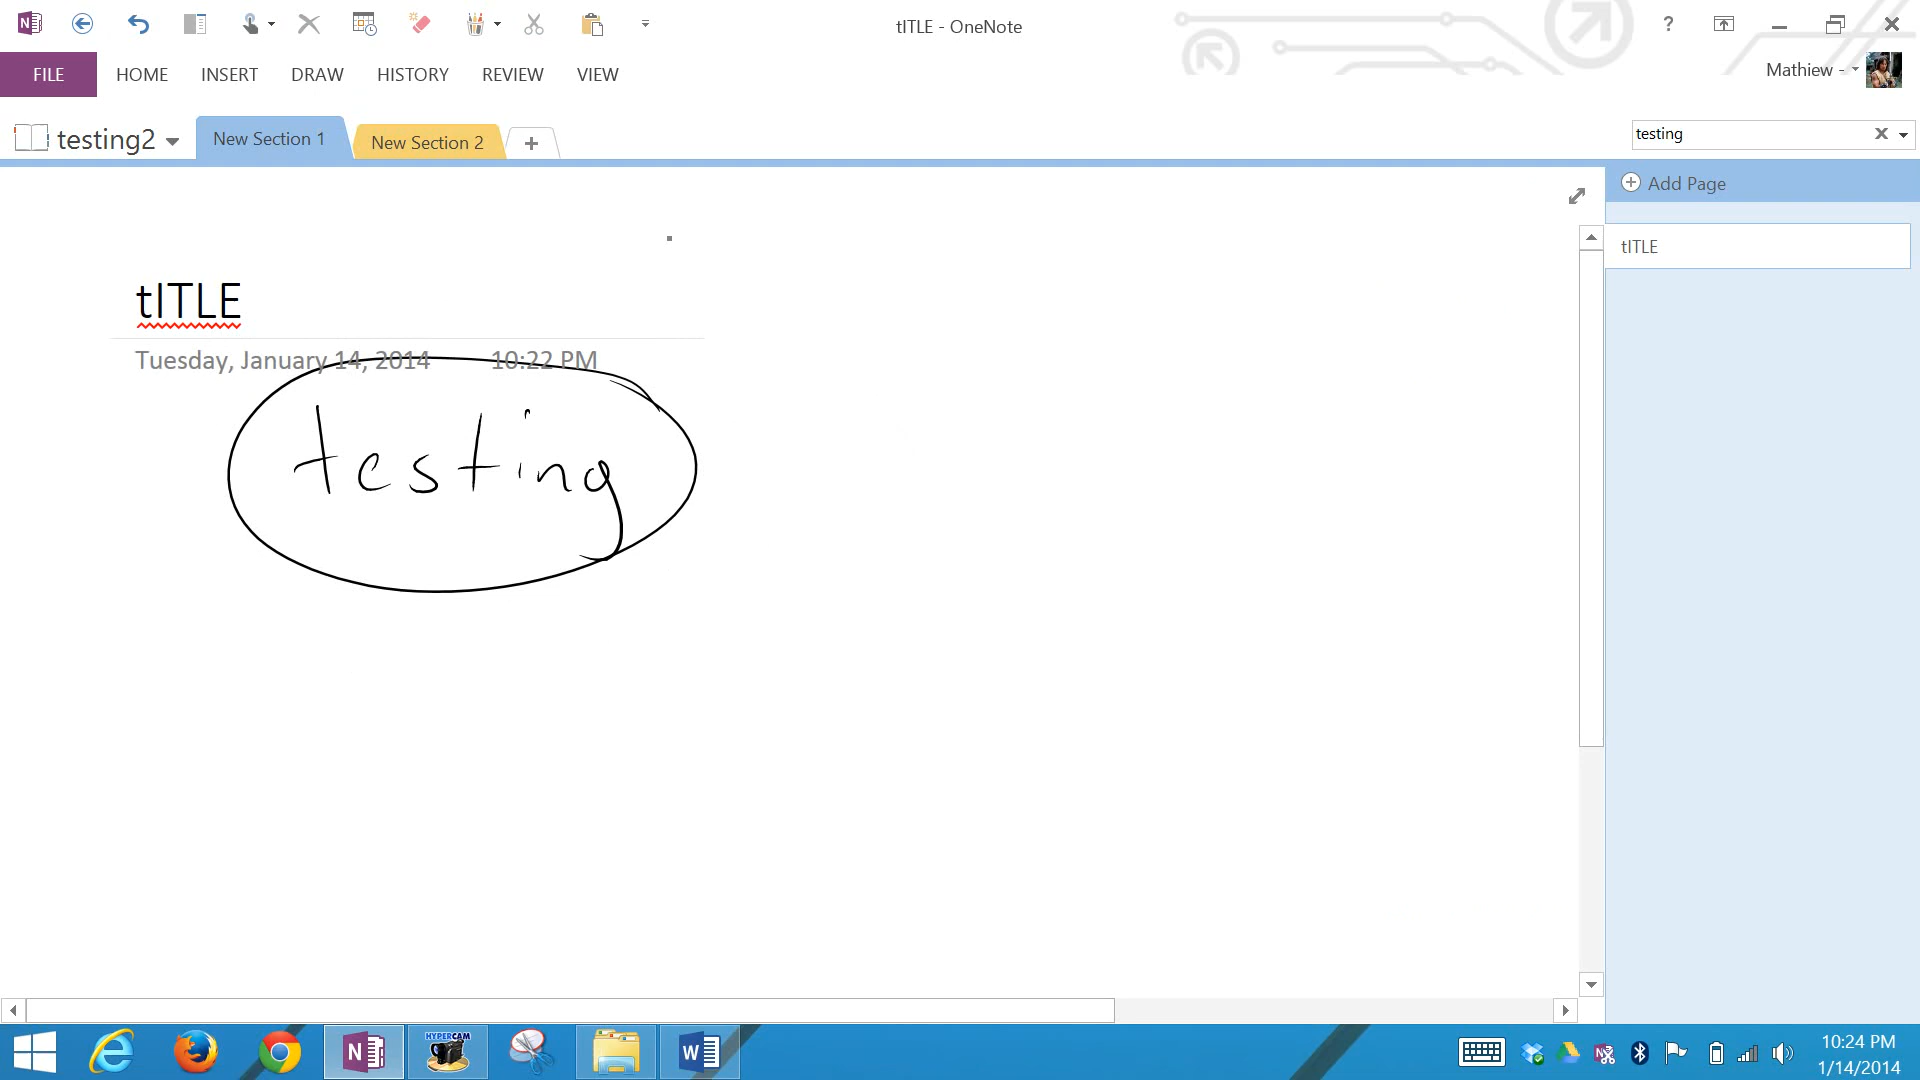 tITLE - OneNote
?
FILE HOME INSERT DRAW HISTORY REVIEW VIEW
Mathiew -
testing2
New Section 1
New Section 2
testing
Add Page
tITLE
tITLE
Tuesday, January 14, 2014 10:22 PM
testing
HYPERCAM
10:24 PM
1/14/2014